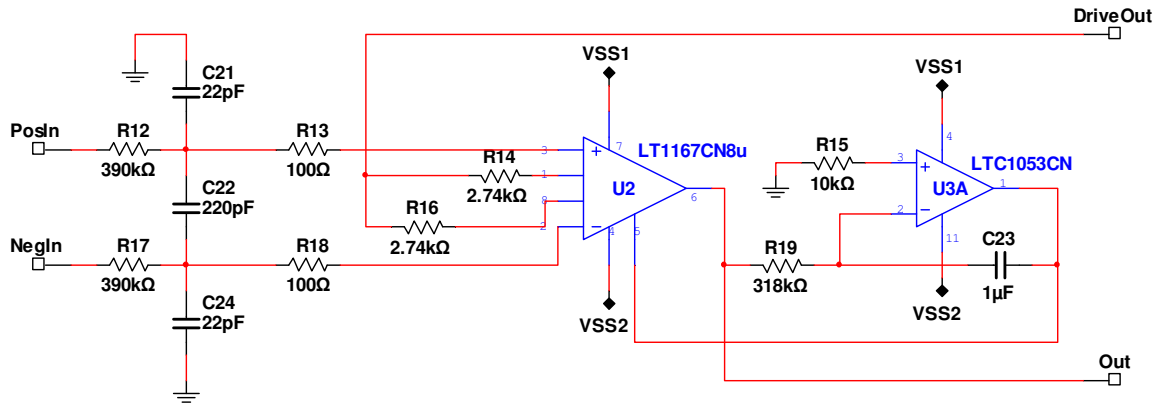 DriveOut
VSS1
C21
22pF
VSS1
PosIn
R12
390kΩ
R13
100Ω
7
LT1167CN8u
4
R15
10kΩ
LTC1053CN
3
+
R14
2.74kΩ
1
U2
6
3
+
U3A
1
C22
220pF
8
R16
2.74kΩ
2
−
4
5
2
−
11
C23
1µF
NegIn
R17
390kΩ
R18
100Ω
R19
318kΩ
VSS2
VSS2
C24
22pF
Out